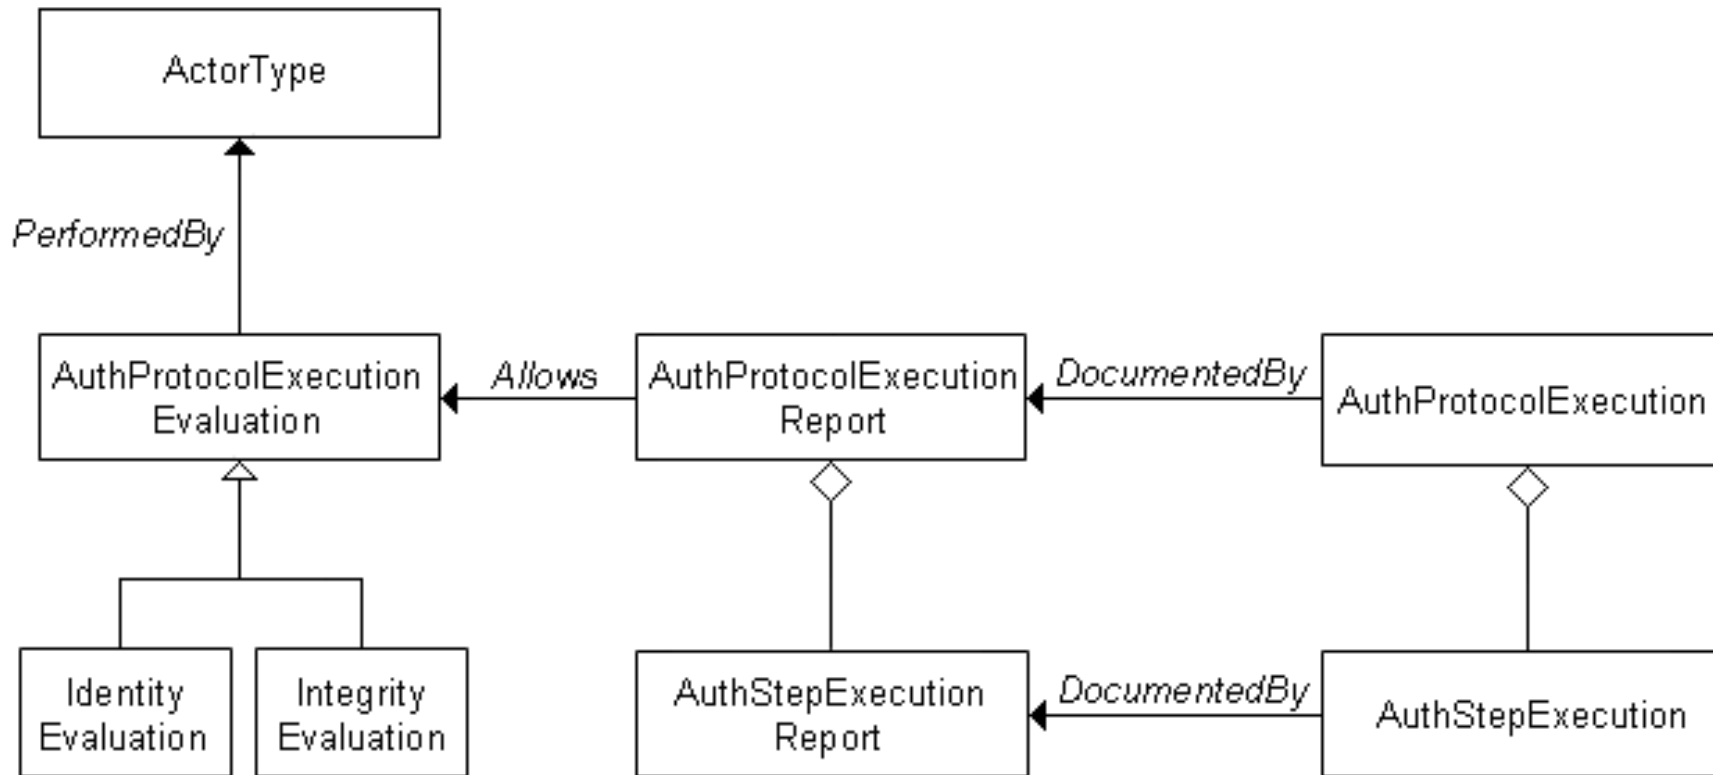 ActorType
PerformedBy
AuthProtocolExecution
Evaluation
Allows
AuthProtocolExecution
Report
DocumentedBy
AuthProtocolExecution
Identity
Evaluation
Integrity
Evaluation
AuthStepExecution
Report
DocumentedBy
AuthStepExecution